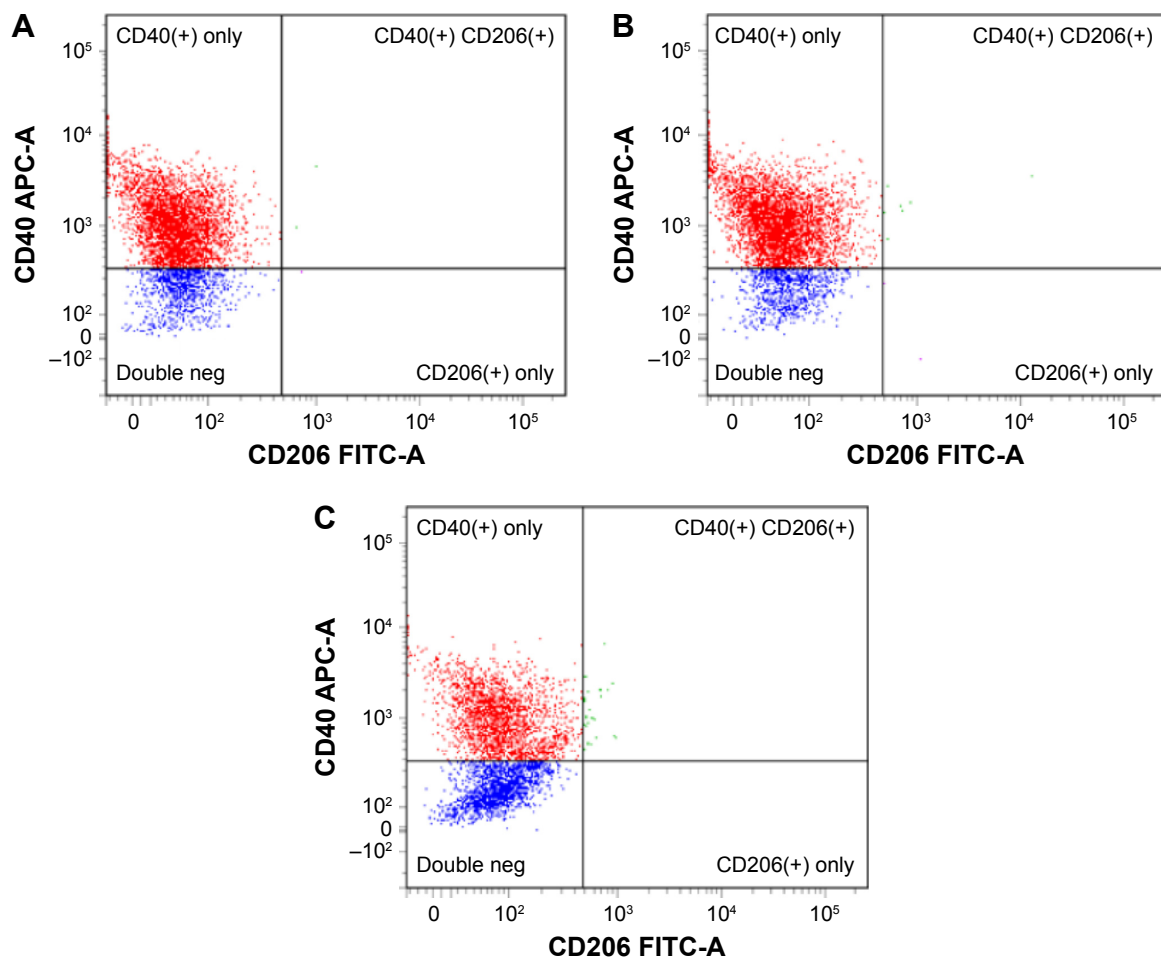 A
CD40(+) only
CD40(+) CD206(+)
10⁵
10⁴
10³
10²
0
–10²
CD40 APC-A
Double neg
CD206(+) only
0
10²
10³
10⁴
10⁵
CD206 FITC-A
B
CD40(+) only
CD40(+) CD206(+)
10⁵
10⁴
10³
10²
0
–10²
CD40 APC-A
Double neg
CD206(+) only
0
10²
10³
10⁴
10⁵
CD206 FITC-A
C
CD40(+) only
CD40(+) CD206(+)
10⁵
10⁴
10³
10²
0
–10²
CD40 APC-A
Double neg
CD206(+) only
0
10²
10³
10⁴
10⁵
CD206 FITC-A